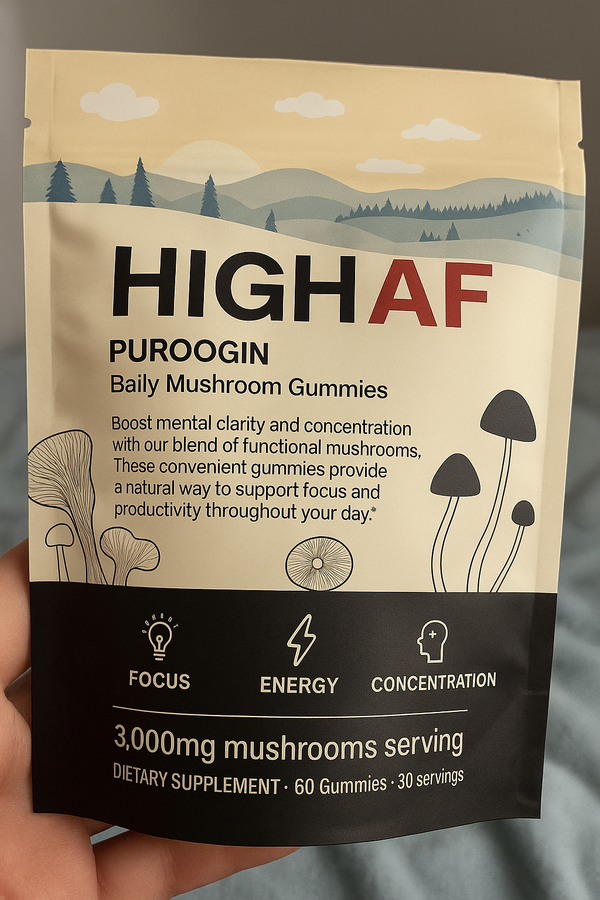 HIGH AF
PUROOGIN
Baily Mushroom Gummies
Boost mental clarity and concentration
with our blend of functional mushrooms,
These convenient gummies provide
a natural way to support focus and
productivity throughout your day.*
FOCUS
ENERGY
CONCENTRATION
3,000mg mushrooms serving
DIETARY SUPPLEMENT · 60 Gummies · 30 servings